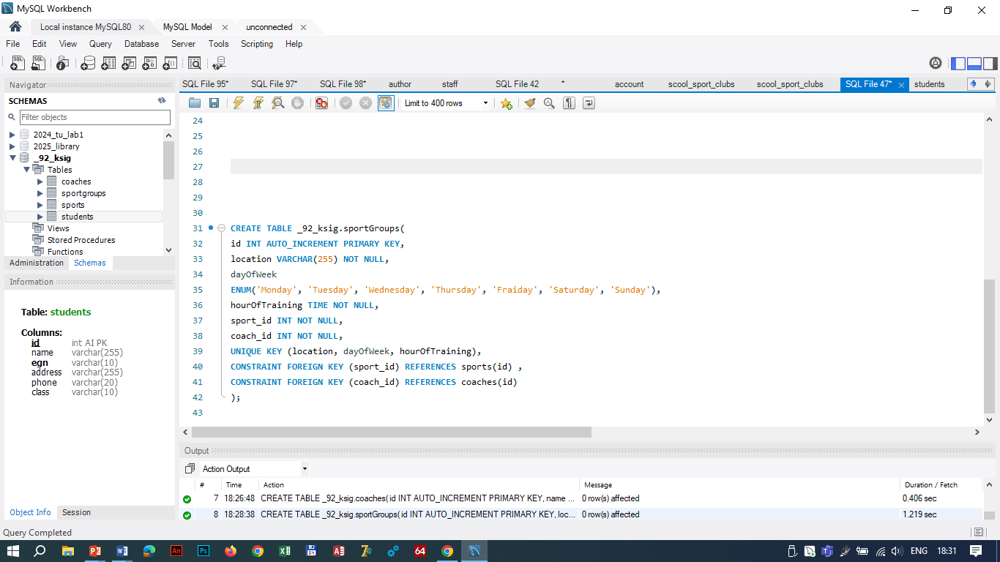 MySQL Workbench
Local instance MySQL80 MySQL Model unconnected
File Edit View Query Database Server Tools Scripting Help
Navigator
SCHEMAS
Filter objects
2024_tu_lab1
2025_library
_92_ksig
Tables
coaches
sportgroups
sports
students
Views
Stored Procedures
Functions
Administration Schemas
Information
Table: students
Columns:
id int AI PK
name varchar(255)
egn varchar(10)
address varchar(255)
phone varchar(20)
class varchar(10)
Object Info Session
SQL File 95* SQL File 97* SQL File 98* author staff SQL File 42 * account scool_sport_clubs scool_sport_clubs SQL File 47* students
Limit to 400 rows
24
25
26
27
28
29
30
31 CREATE TABLE _92_ksig.sportGroups(
32 id INT AUTO_INCREMENT PRIMARY KEY,
33 location VARCHAR(255) NOT NULL,
34 dayOfWeek
35 ENUM('Monday', 'Tuesday', 'Wednesday', 'Thursday', 'Fraiday', 'Saturday', 'Sunday'),
36 hourOfTraining TIME NOT NULL,
37 sport_id INT NOT NULL,
38 coach_id INT NOT NULL,
39 UNIQUE KEY (location, dayOfWeek, hourOfTraining),
40 CONSTRAINT FOREIGN KEY (sport_id) REFERENCES sports(id) ,
41 CONSTRAINT FOREIGN KEY (coach_id) REFERENCES coaches(id)
42 );
43
Output
Action Output
# Time Action Message Duration / Fetch
7 18:26:48 CREATE TABLE _92_ksig.coaches( id INT AUTO_INCREMENT PRIMARY KEY, name ... 0 row(s) affected 0.406 sec
8 18:28:38 CREATE TABLE _92_ksig.sportGroups( id INT AUTO_INCREMENT PRIMARY KEY, loc... 0 row(s) affected 1.219 sec
Query Completed
ENG 18:31